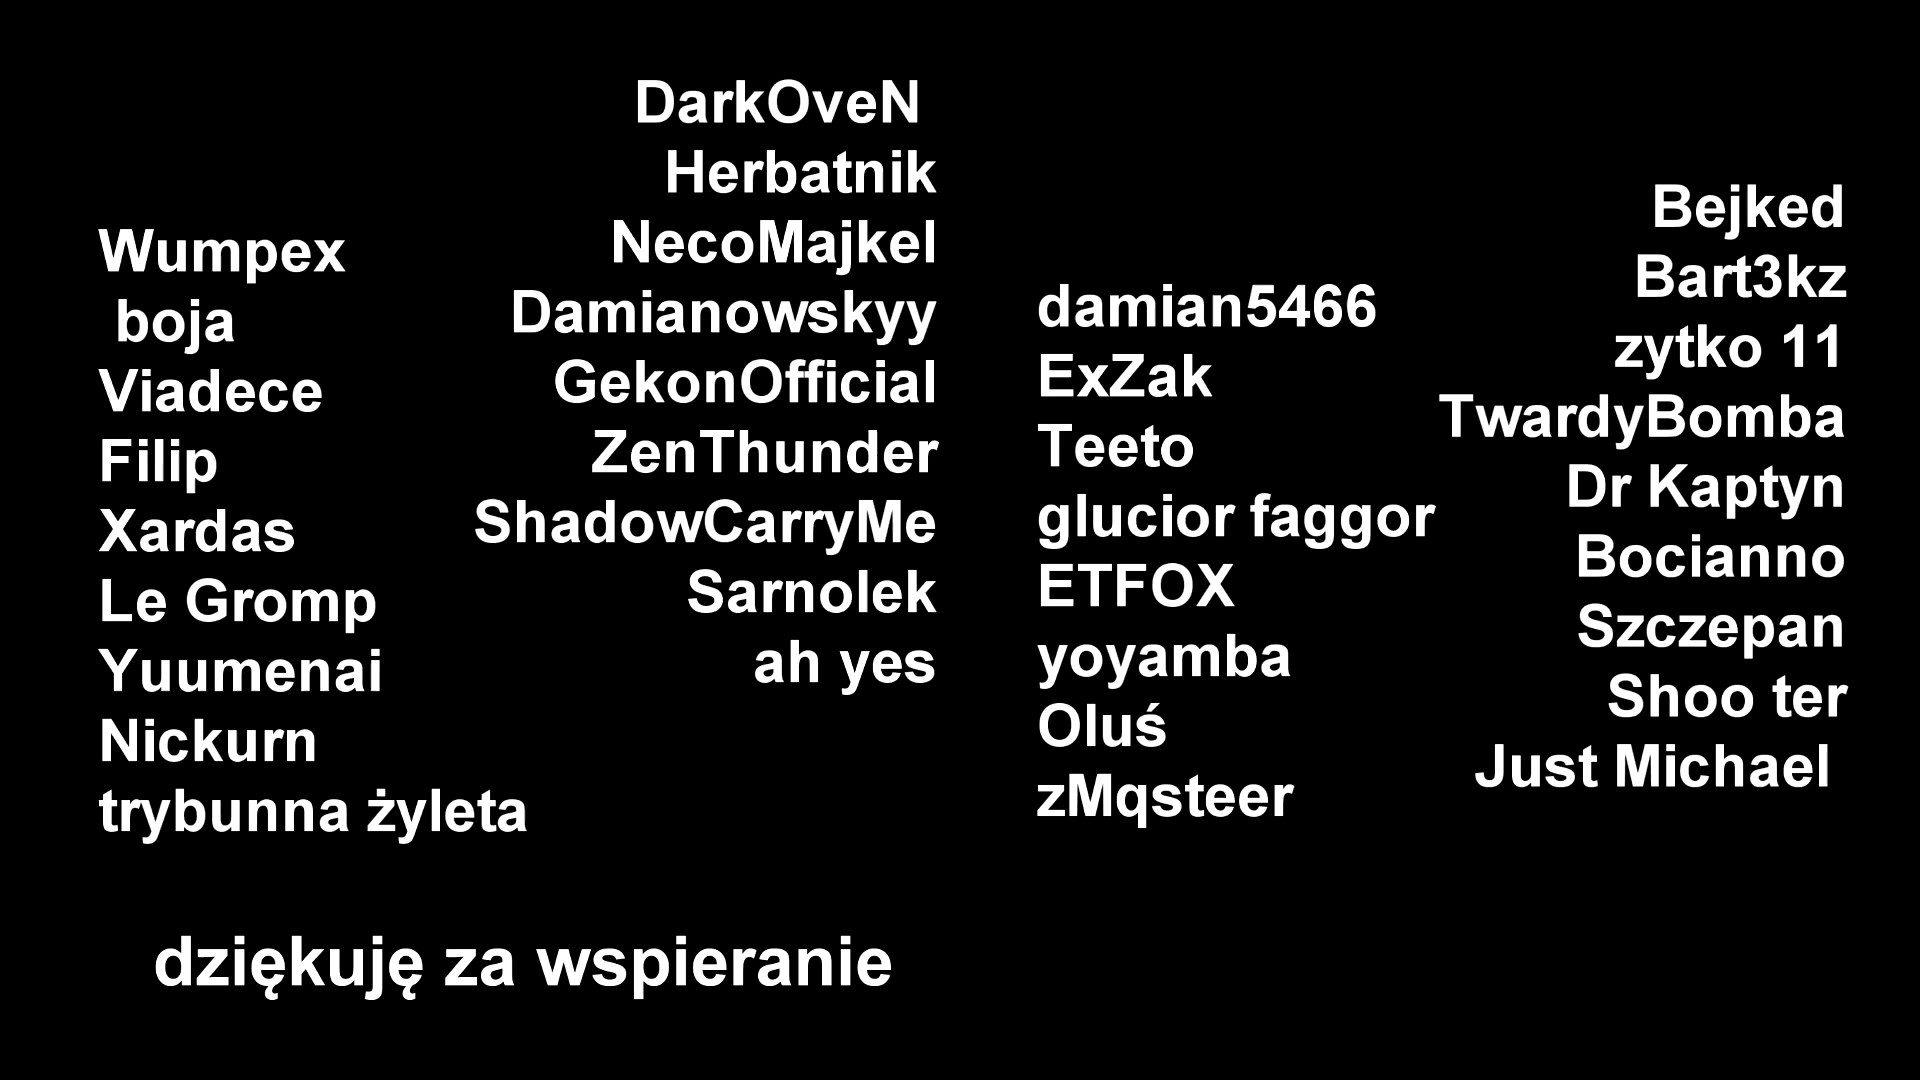 Wumpex
boja
Viadece
Filip
Xardas
Le Gromp
Yuumenai
Nickurn
trybunna żyleta
DarkOveN
Herbatnik
NecoMajkel
Damianowskyy
GekonOfficial
ZenThunder
ShadowCarryMe
Sarnolek
ah yes
damian5466
ExZak
Teeto
glucior faggor
ETFOX
yoyamba
Oluś
zMqsteer
Bejked
Bart3kz
zytko 11
TwardyBomba
Dr Kaptyn
Bocianno
Szczepan
Shoo ter
Just Michael
dziękuję za wspieranie